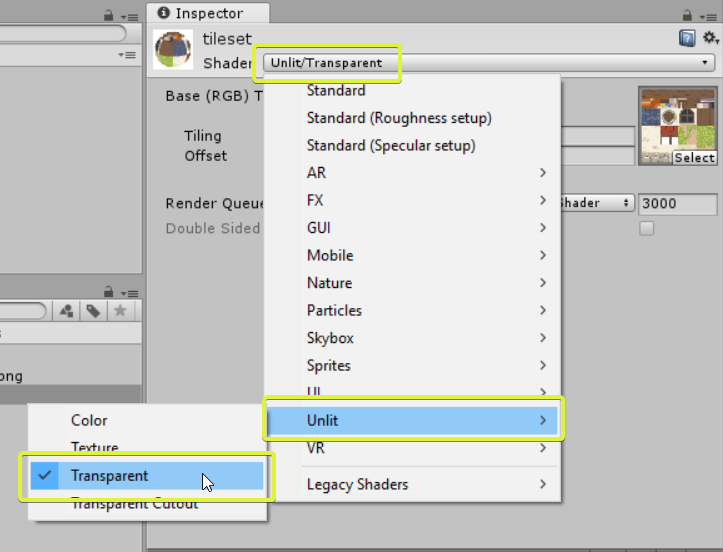 Inspector
tileset
Shader
Unlit/Transparent
Base (RGB) T
Tiling
Offset
Select
Render Queue
Shader
3000
Double Sided
Standard
Standard (Roughness setup)
Standard (Specular setup)
AR
FX
GUI
Mobile
Nature
Particles
Skybox
Sprites
UI
Unlit
VR
Legacy Shaders
Color
Texture
Transparent
Transparent Cutout
ong